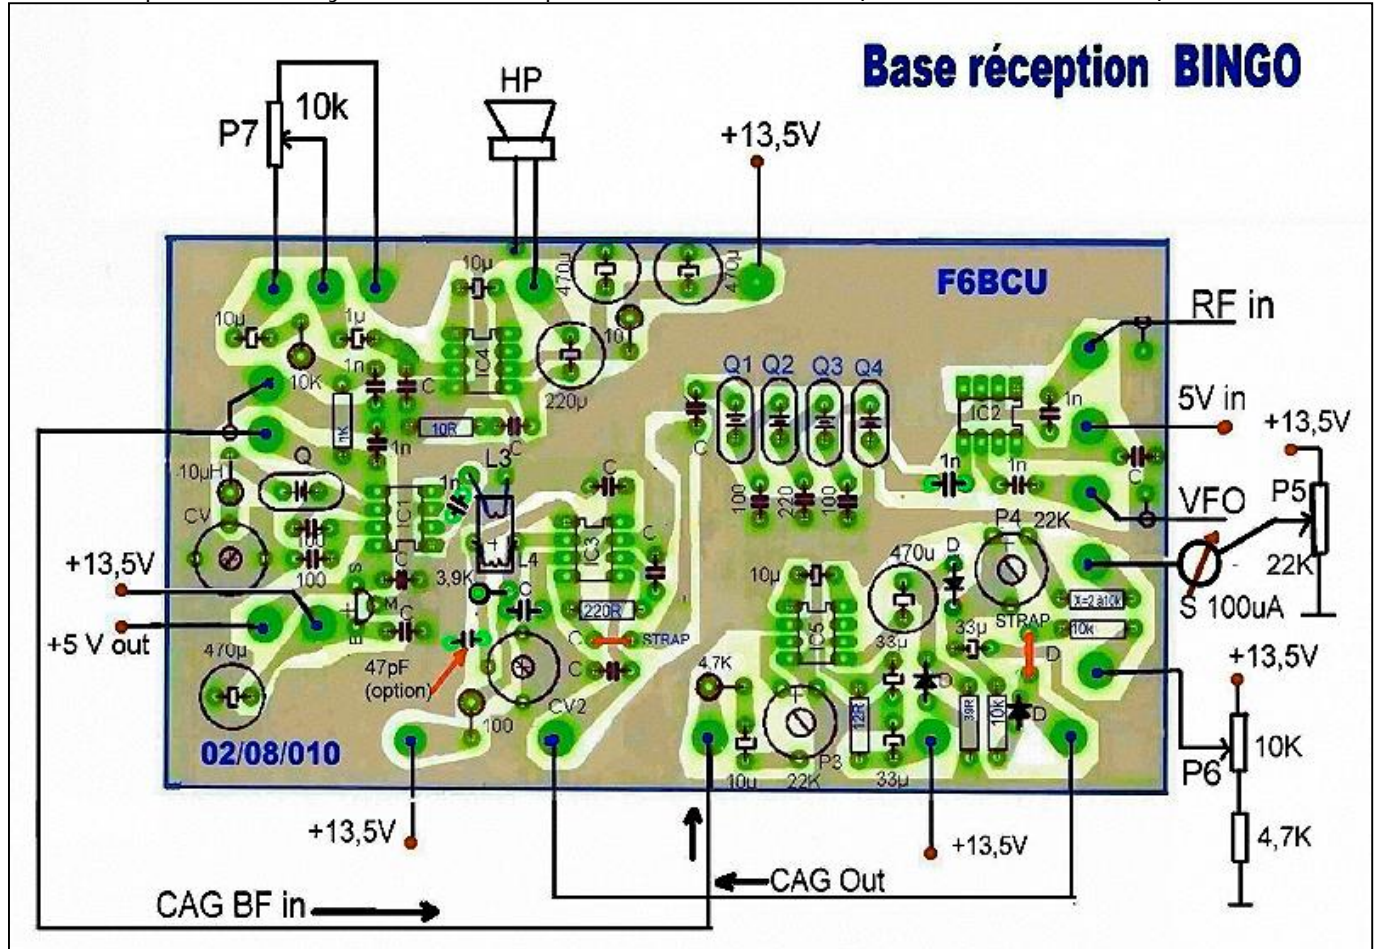 Base réception BINGO
HP
10k
P7
+13,5V
F6BCU
RF in
10µ
470µ
470µ
10µ
1µ
10
IC4
10K
1n
C
220µ
Q1 Q2 Q3 Q4
IC2
1n
5V in
+13,5V
1K
10R
C
1n
C
10µH
Q
L3
C
1n
1n
C
1n
100
220
100
VFO
P5
CV
IC1
P4 22K
100
C
IC3
C
470u
D
22K
+13,5V
3,9K
L4
10µ
S 100uA
S
M
E
C
C
220R
X=2 à10k
STRAP
10k
+5 V out
C
STRAP
IC5
33µ
33µ
D
470µ
47pF
(option)
C
4,7K
D
+13,5V
CV2
12R
39R
10K
D
100
P3
10K
P6
02/08/010
10µ
22K
33µ
+13,5V
+13,5V
4,7K
CAG Out
CAG BF in